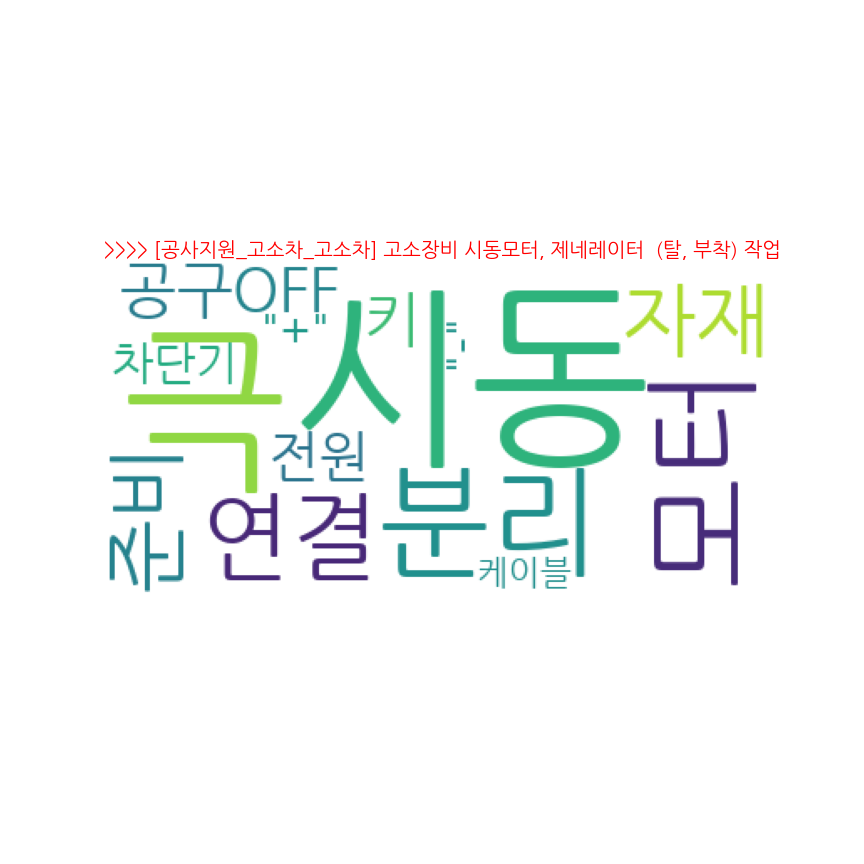 >>>> [공사지원_고소차_고소차] 고소장비 시동모터, 제네레이터  (탈, 부착) 작업
공구OFF
"+"
키
"-"
자재
차단기
극
시동
모터
전원
준비
연결
분리
케이블